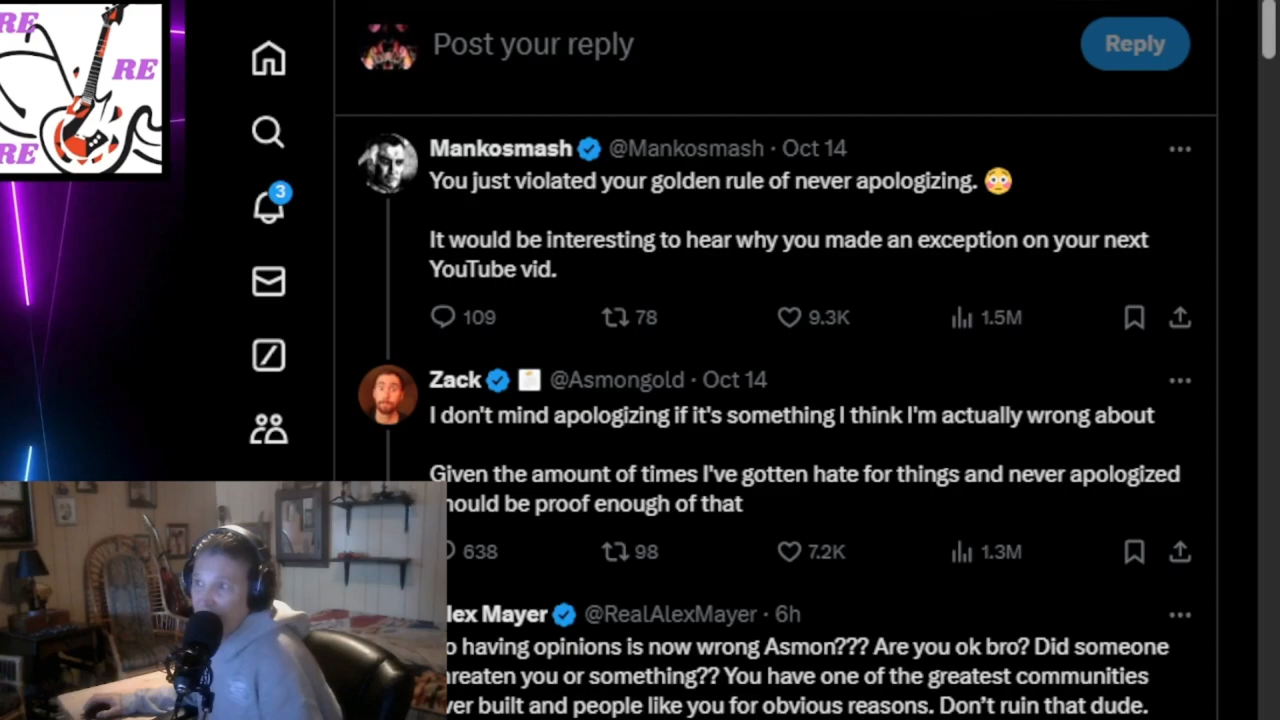 RE
RE
RE
3
Post your reply
Reply
Mankosmash @Mankosmash · Oct 14
You just violated your golden rule of never apologizing. 😳
It would be interesting to hear why you made an exception on your next
YouTube vid.
109 78 9.3K 1.5M
Zack @Asmongold · Oct 14
I don't mind apologizing if it's something I think I'm actually wrong about
Given the amount of times I've gotten hate for things and never apologized
hould be proof enough of that
638 98 7.2K 1.3M
lex Mayer @RealAlexMayer · 6h
o having opinions is now wrong Asmon??? Are you ok bro? Did someone
reaten you or something?? You have one of the greatest communities
ver built and people like you for obvious reasons. Don't ruin that dude.